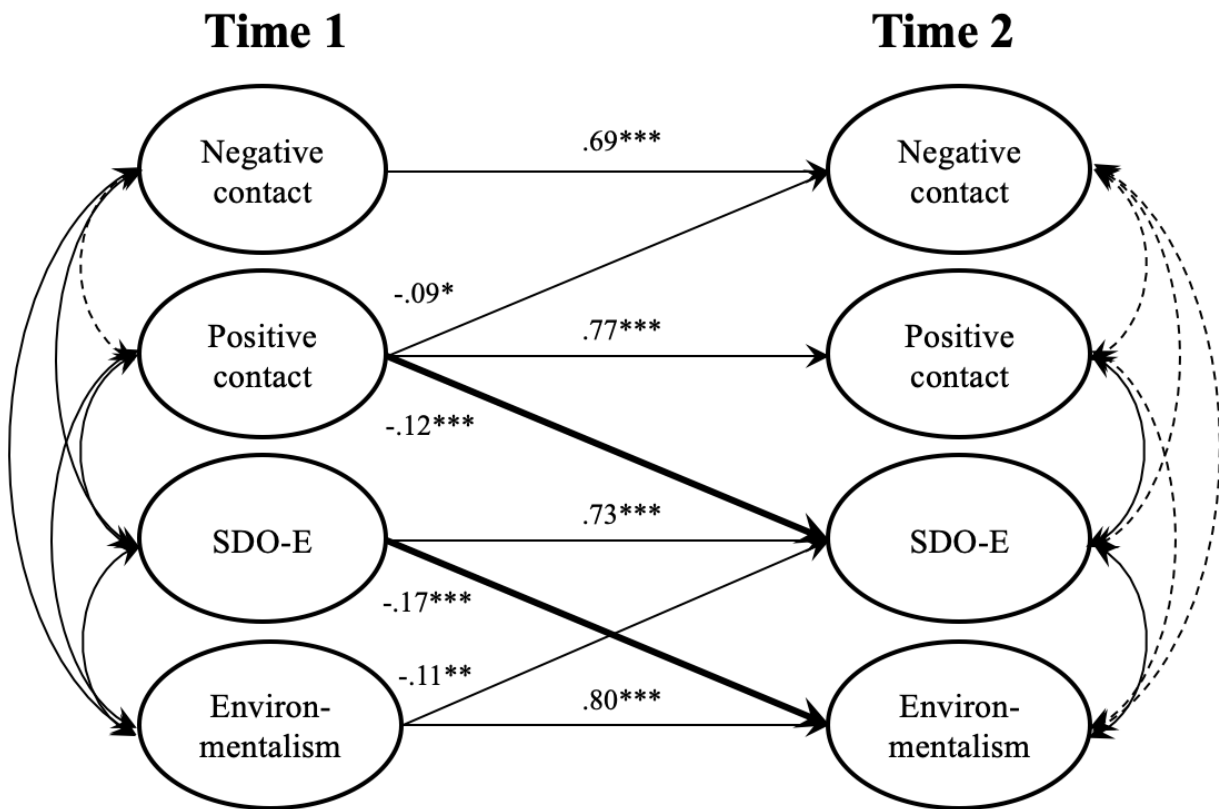 Time 1
Time 2
Negative
contact
.69***
Negative
contact
-.09*
Positive
contact
.77***
Positive
contact
-.12***
SDO-E
.73***
SDO-E
-.17***
-.11**
Environ-
mentalism
.80***
Environ-
mentalism